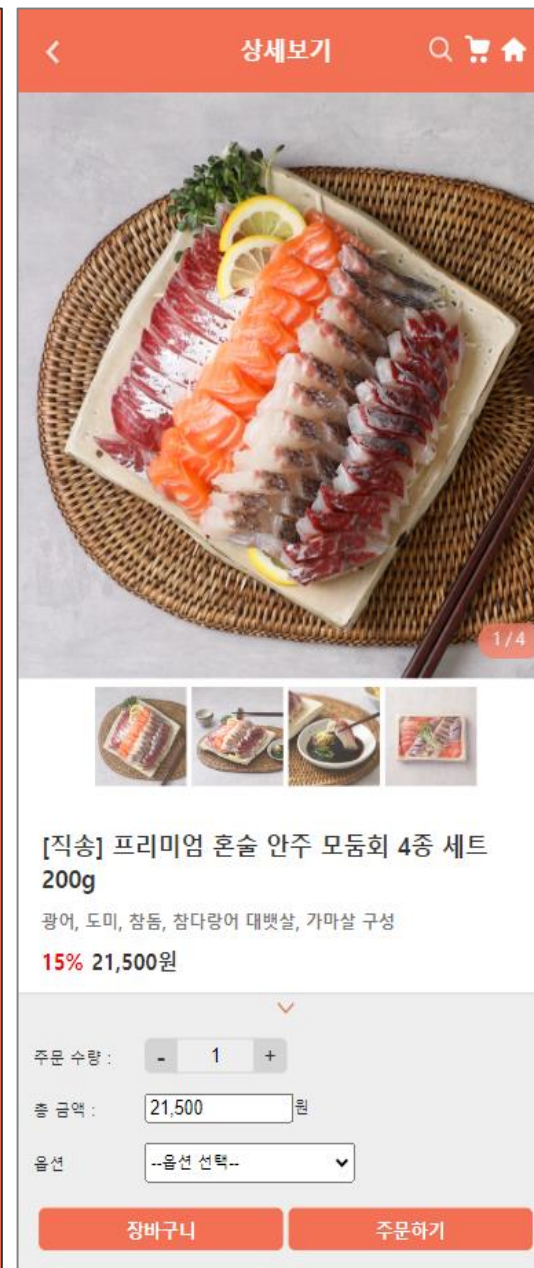 상세보기
1/4
[직송] 프리미엄 혼술 안주 모둠회 4종 세트
200g
광어, 도미, 참돔, 참다랑어 대뱃살, 가마살 구성
15% 21,500원
주문 수량 : - 1 +
총 금액 : 21,500 원
옵션 --옵션 선택--
장바구니 주문하기